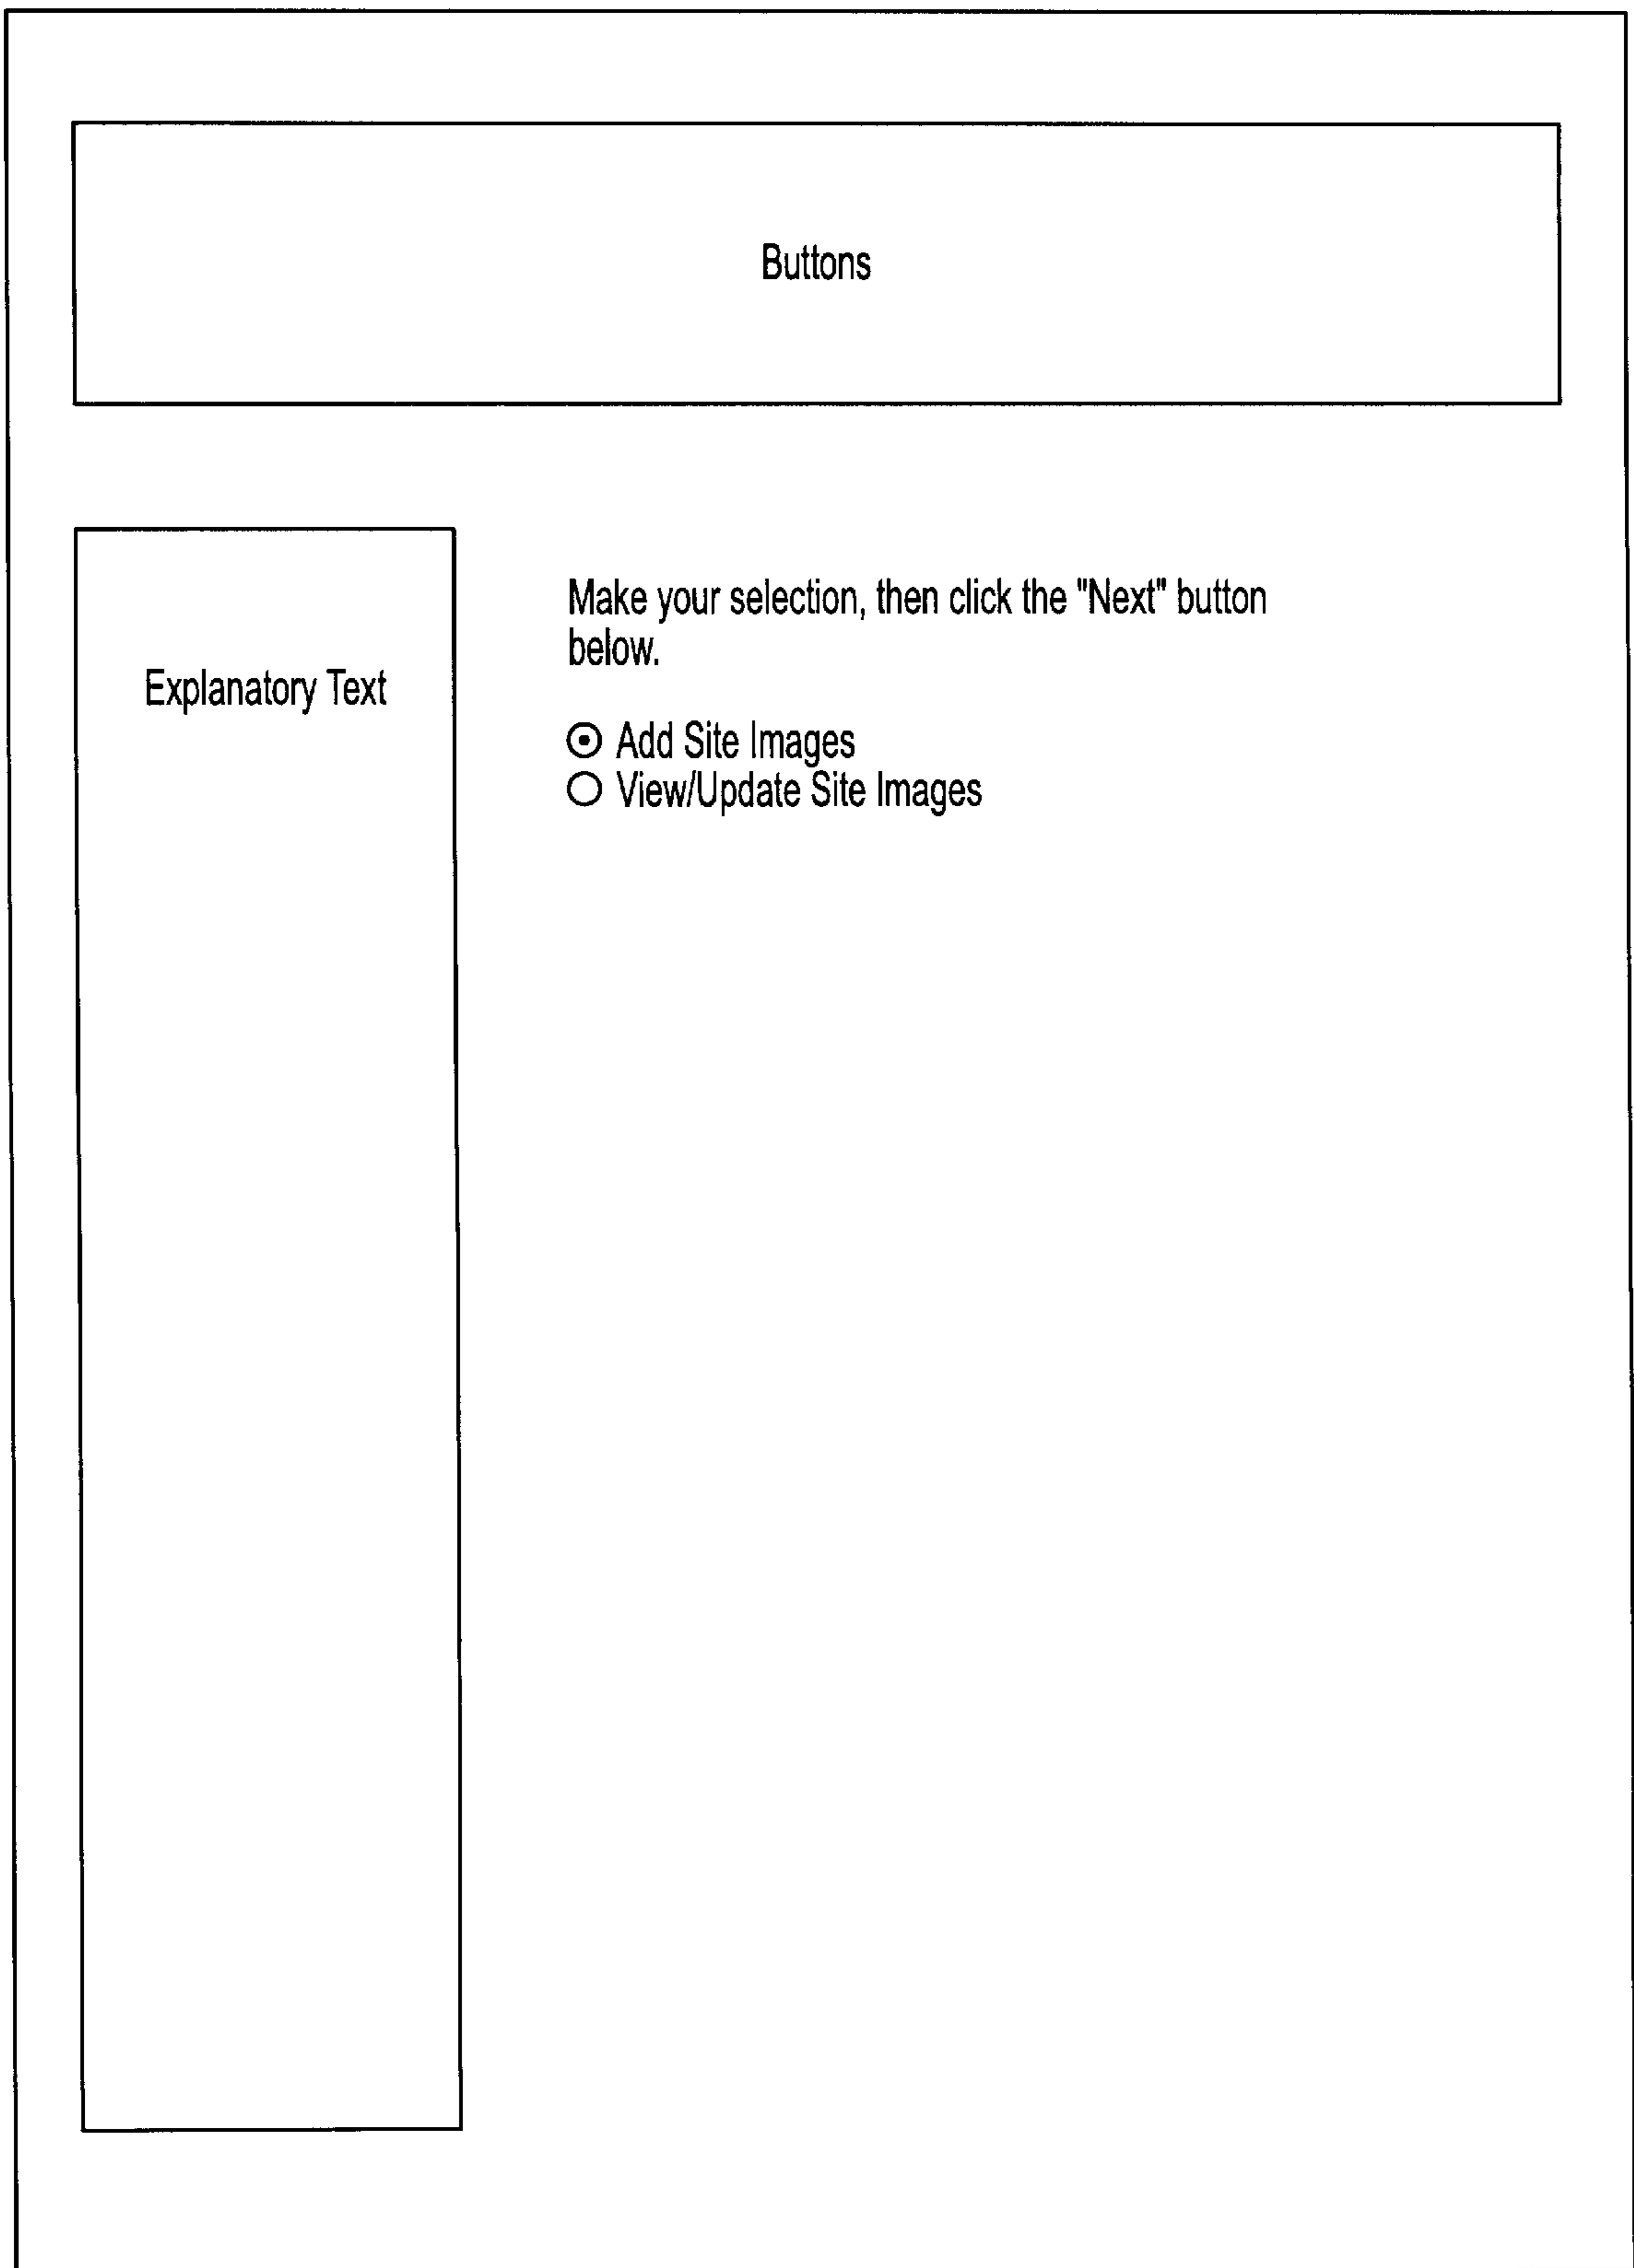 Buttons
Explanatory Text
Make your selection, then click the "Next" button
below.
Add Site Images
View/Update Site Images